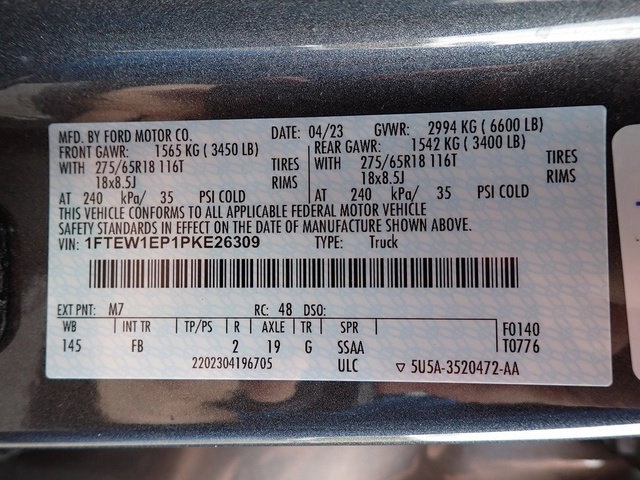 MFD. BY FORD MOTOR CO. DATE: 04/23 GVWR: 2994 KG ( 6600 LB)
FRONT GAWR: 1565 KG ( 3450 LB) REAR GAWR: 1542 KG ( 3400 LB)
WITH 275/65R18 116T TIRES WITH 275/65R18 116T TIRES
18x8.5J RIMS 18x8.5J RIMS
AT 240 kPa/ 35 PSI COLD AT 240 kPa/ 35 PSI COLD
THIS VEHICLE CONFORMS TO ALL APPLICABLE FEDERAL MOTOR VEHICLE
SAFETY STANDARDS IN EFFECT ON THE DATE OF MANUFACTURE SHOWN ABOVE.
VIN: 1FTEW1EP1PKE26309 TYPE: Truck
EXT PNT: M7 RC: 48 DSO:
WB INT TR TP/PS R AXLE TR SPR F0140
145 FB 2 19 G SSAA T0776
2202304196705 ULC ▽ 5U5A-3520472-AA